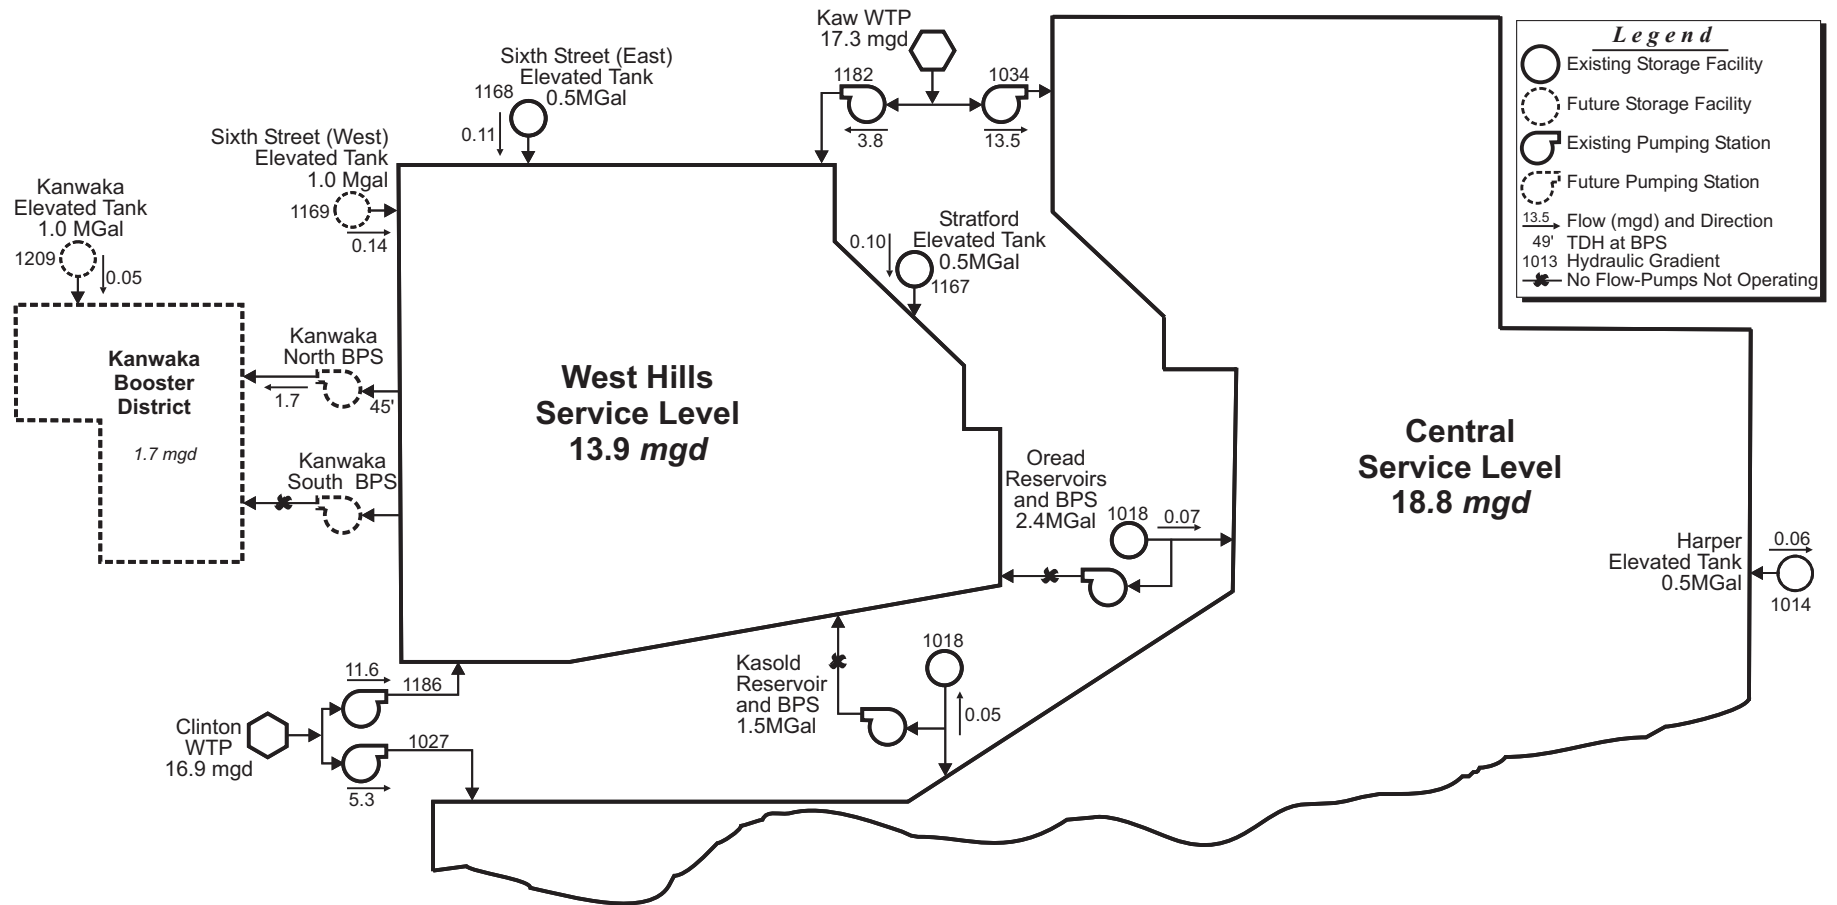 Kaw WTP
17.3 mgd
1182
1034
3.8
13.5
Sixth Street (East)
Elevated Tank
0.5MGal
1168
0.11
Sixth Street (West)
Elevated Tank
1.0 Mgal
1169
0.14
Kanwaka
Elevated Tank
1.0 MGal
1209
0.05
Stratford
Elevated Tank
0.5MGal
0.10
1167
Legend
Existing Storage Facility
Future Storage Facility
Existing Pumping Station
Future Pumping Station
13.5 Flow (mgd) and Direction
49' TDH at BPS
1013 Hydraulic Gradient
No Flow-Pumps Not Operating
Kanwaka
Booster
District
1.7 mgd
Kanwaka
North BPS
1.7
45'
Kanwaka
South BPS
West Hills
Service Level
13.9 mgd
Central
Service Level
18.8 mgd
Oread
Reservoirs
and BPS
2.4MGal
1018
0.07
Harper
Elevated Tank
0.5MGal
0.06
1014
Kasold
Reservoir
and BPS
1.5MGal
1018
0.05
Clinton
WTP
16.9 mgd
11.6
1186
1027
5.3